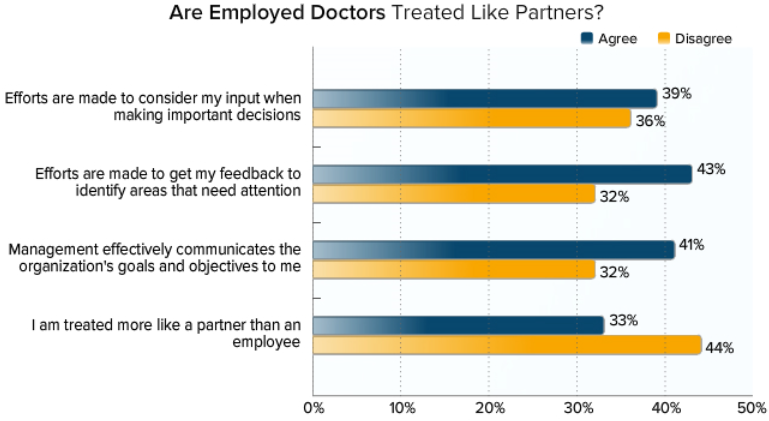 Are Employed Doctors Treated Like Partners?
Agree Disagree
Efforts are made to consider my input when
making important decisions
39%
36%
Efforts are made to get my feedback to
identify areas that need attention
43%
32%
Management effectively communicates the
organization's goals and objectives to me
41%
32%
I am treated more like a partner than an
employee
33%
44%
0% 10% 20% 30% 40% 50%